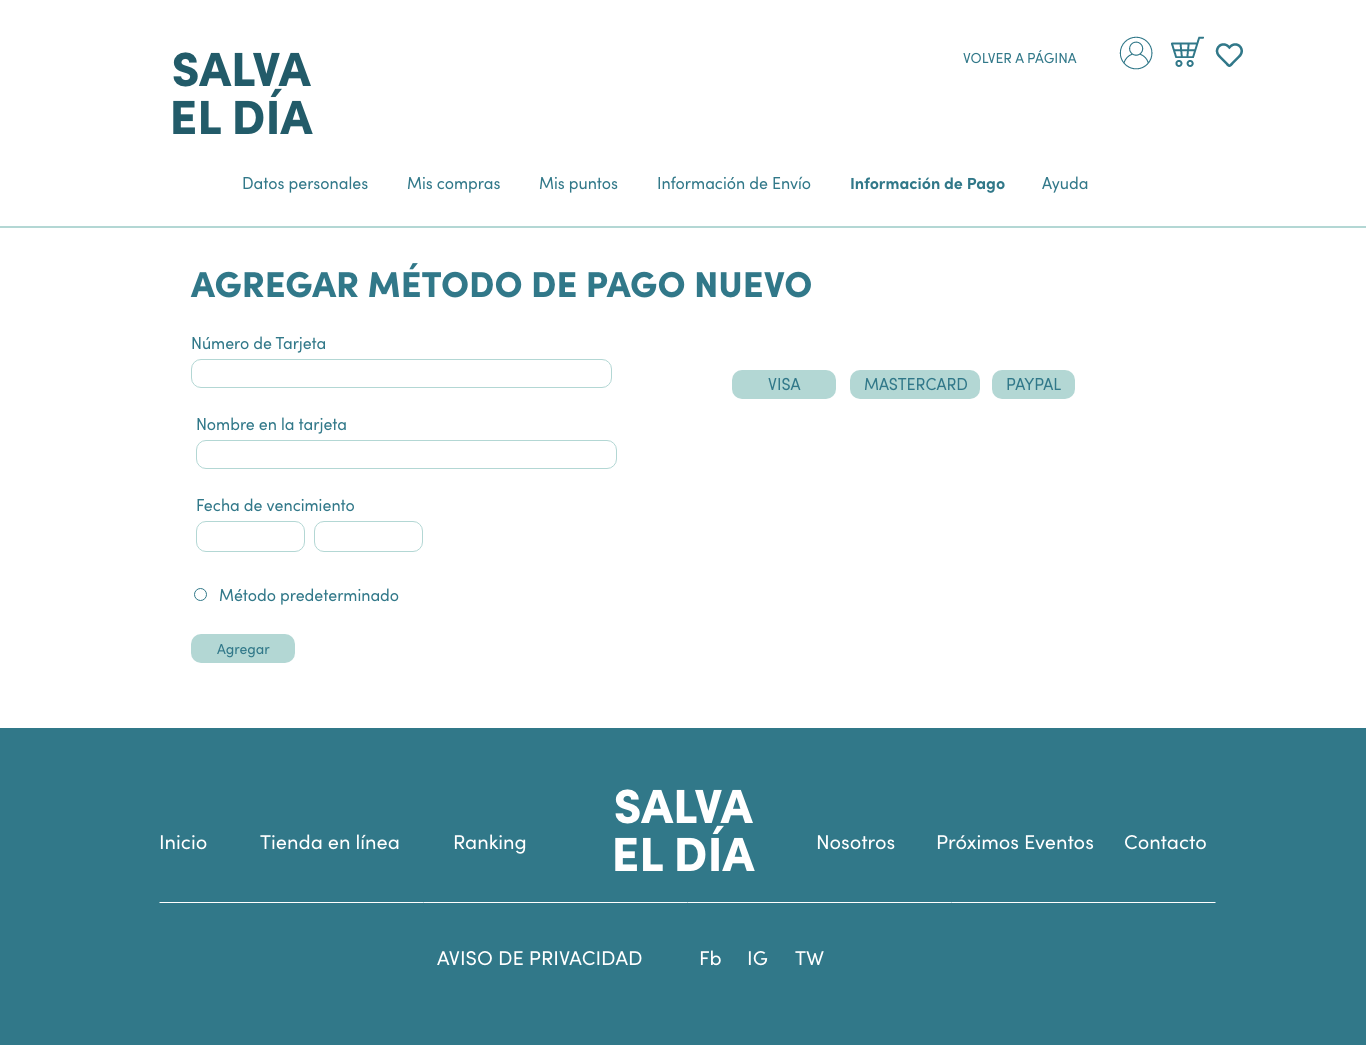 SALVA
EL DÍA
VOLVER A PÁGINA
Datos personales Mis compras Mis puntos Información de Envío Información de Pago Ayuda
AGREGAR MÉTODO DE PAGO NUEVO
Número de Tarjeta
VISA MASTERCARD PAYPAL
Nombre en la tarjeta
Fecha de vencimiento
Método predeterminado
Agregar
Inicio Tienda en línea Ranking
SALVA
EL DÍA
Nosotros Próximos Eventos Contacto
AVISO DE PRIVACIDAD Fb IG TW